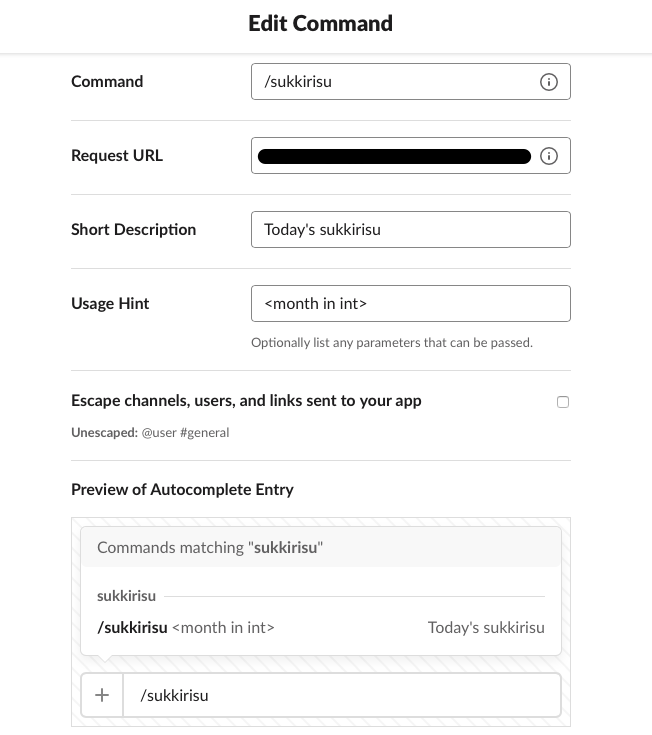 Edit Command
Command
/sukkirisu
Request URL
Short Description
Today's sukkirisu
Usage Hint
<month in int>
Optionally list any parameters that can be passed.
Escape channels, users, and links sent to your app
Unescaped: @user #general
Preview of Autocomplete Entry
Commands matching "sukkirisu"
sukkirisu
/sukkirisu <month in int> Today's sukkirisu
/sukkirisu